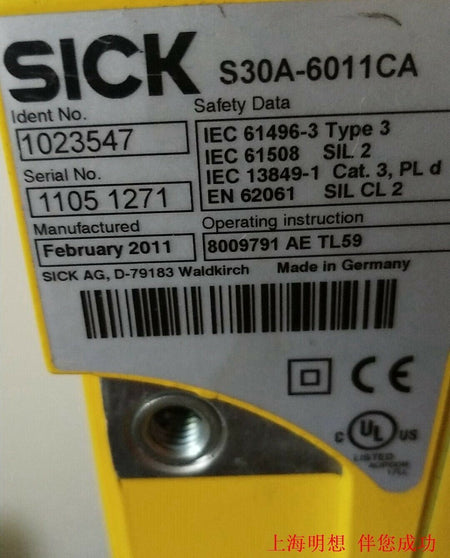 SICK
S30A-6011CA
Ident No.
1023547
Safety Data
IEC 61496-3 Type 3
IEC 61508 SIL 2
IEC 13849-1 Cat. 3, PL d
EN 62061 SIL CL 2
Serial No.
1105 1271
Manufactured
February 2011
Operating instruction
8009791 AE TL59
SICK AG, D-79183 Waldkirch
Made in Germany
CE
C UL US
LISTED
上海明想 伴您成功